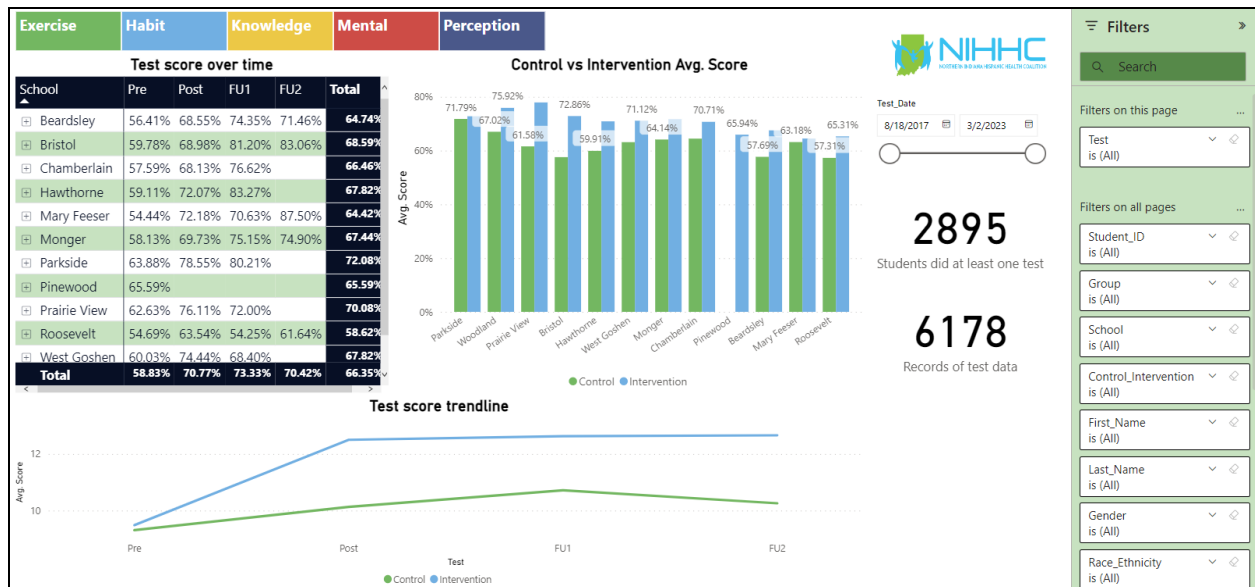 Exercise
Habit
Knowledge
Mental
Perception
Test score over time
School Pre Post FU1 FU2 Total
Beardsley 56.41% 68.55% 74.35% 71.46% 64.74%
Bristol 59.78% 68.98% 81.20% 83.06% 68.59%
Chamberlain 57.59% 68.13% 76.62% 66.46%
Hawthorne 59.11% 72.07% 83.27% 67.82%
Mary Feeser 54.44% 72.18% 70.63% 87.50% 64.42%
Monger 58.13% 69.73% 75.15% 74.90% 67.44%
Parkside 63.88% 78.55% 80.21% 72.08%
Pinewood 65.59% 65.59%
Prairie View 62.63% 76.11% 72.00% 70.08%
Roosevelt 54.69% 63.54% 54.25% 61.64% 58.62%
West Goshen 60.03% 74.44% 68.40% 67.82%
Total 58.83% 70.77% 73.33% 70.42% 66.35%
Control vs Intervention Avg. Score
Avg. Score
80%
60%
40%
20%
0%
71.79% 75.92% 72.86% 71.12% 70.71% 65.94% 63.18% 65.31%
67.02% 61.58% 59.91% 64.14% 57.69% 57.31%
Parkside
Woodland
Prairie View
Bristol
Hawthorne
West Goshen
Monger
Chamberlain
Pinewood
Beardsley
Mary Feeser
Roosevelt
Control Intervention
NIHHC
NORTHERN INDIANA HISPANIC HEALTH COALITION
Test_Date
8/18/2017 3/2/2023
2895
Students did at least one test
6178
Records of test data
Test score trendline
Avg. Score
12
10
Pre Post FU1 FU2
Test
Control Intervention
Filters
Search
Filters on this page ...
Test
is (All)
Filters on all pages ...
Student_ID
is (All)
Group
is (All)
School
is (All)
Control_Intervention
is (All)
First_Name
is (All)
Last_Name
is (All)
Gender
is (All)
Race_Ethnicity
is (All)